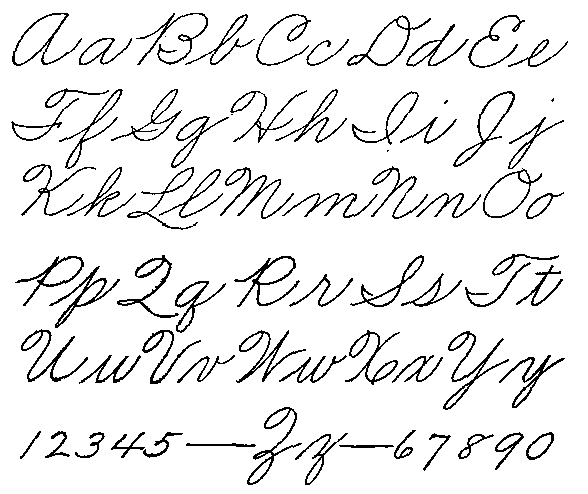 Aa Bb Cc Dd Ee
Ff Gg Hh Ii Jj
Kk Ll Mm Nn Oo
Pp Qq Rr Ss Tt
Uu Vv Ww Xx Yy
12345—Zz—67890